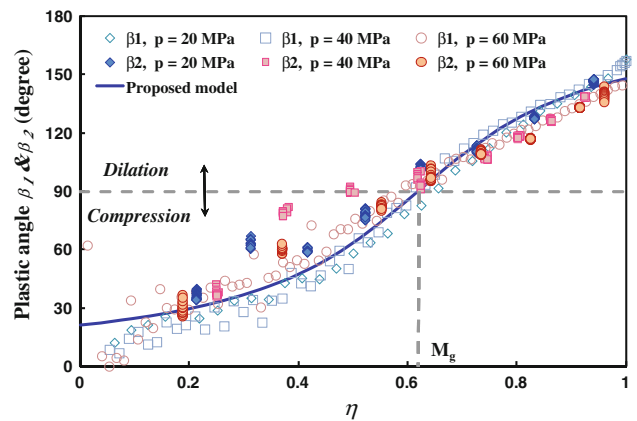 180
150
120
90
60
30
0
Plastic angle β1 & β2 (degree)
β1, p = 20 MPa β1, p = 40 MPa β1, p = 60 MPa
β2, p = 20 MPa β2, p = 40 MPa β2, p = 60 MPa
Proposed model
Dilation
Compression
Mg
0 0.2 0.4 0.6 0.8 1
η